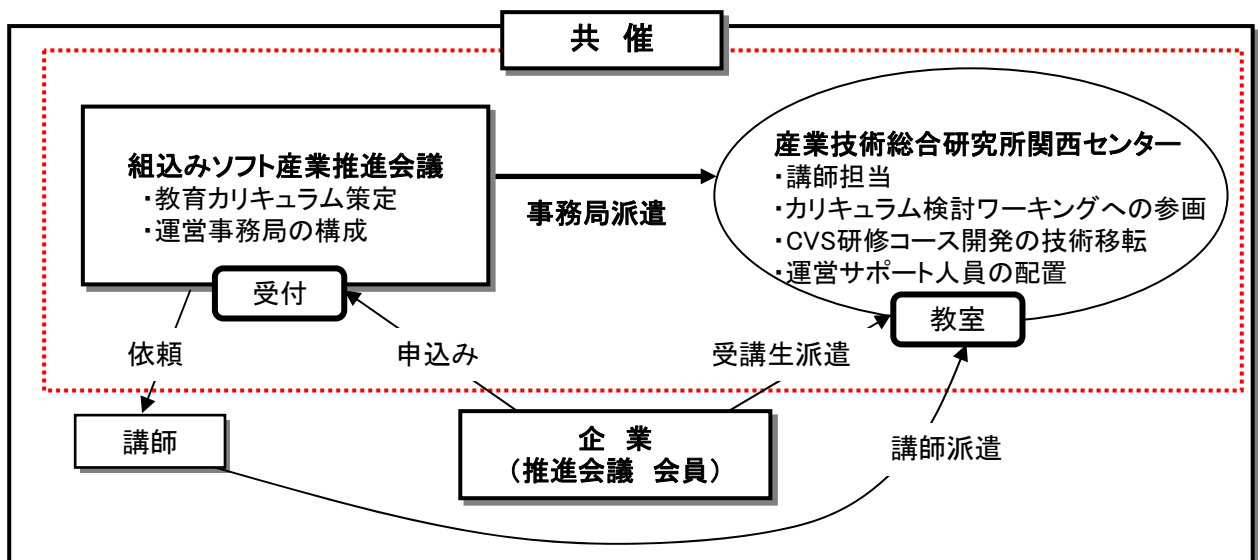 共 催
組込みソフト産業推進会議
・教育カリキュラム策定
・運営事務局の構成
受付
事務局派遣
産業技術総合研究所関西センター
・講師担当
・カリキュラム検討ワーキングへの参画
・CVS研修コース開発の技術移転
・運営サポート人員の配置
教室
依頼
申込み
受講生派遣
講師
企 業
（推進会議 会員）
講師派遣